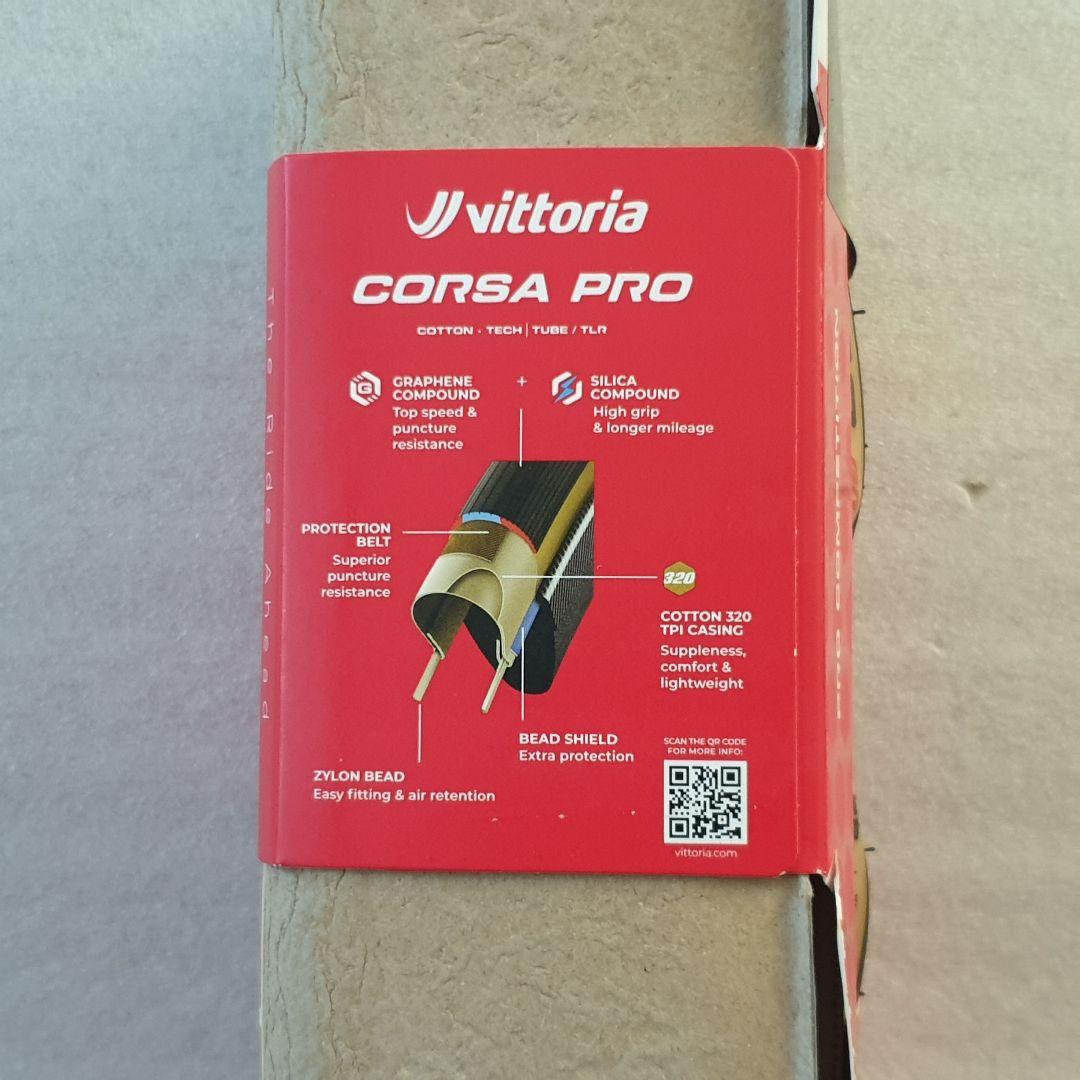 vittoria
CORSA PRO
COTTON · TECH | TUBE / TLR
GRAPHENE
COMPOUND
Top speed &
puncture
resistance
+
SILICA
COMPOUND
High grip
& longer mileage
PROTECTION
BELT
Superior
puncture
resistance
320
COTTON 320
TPI CASING
Suppleness,
comfort &
lightweight
BEAD SHIELD
Extra protection
ZYLON BEAD
Easy fitting & air retention
SCAN THE QR CODE
FOR MORE INFO:
vittoria.com
The Ride Ahead
PRO COMPETITION